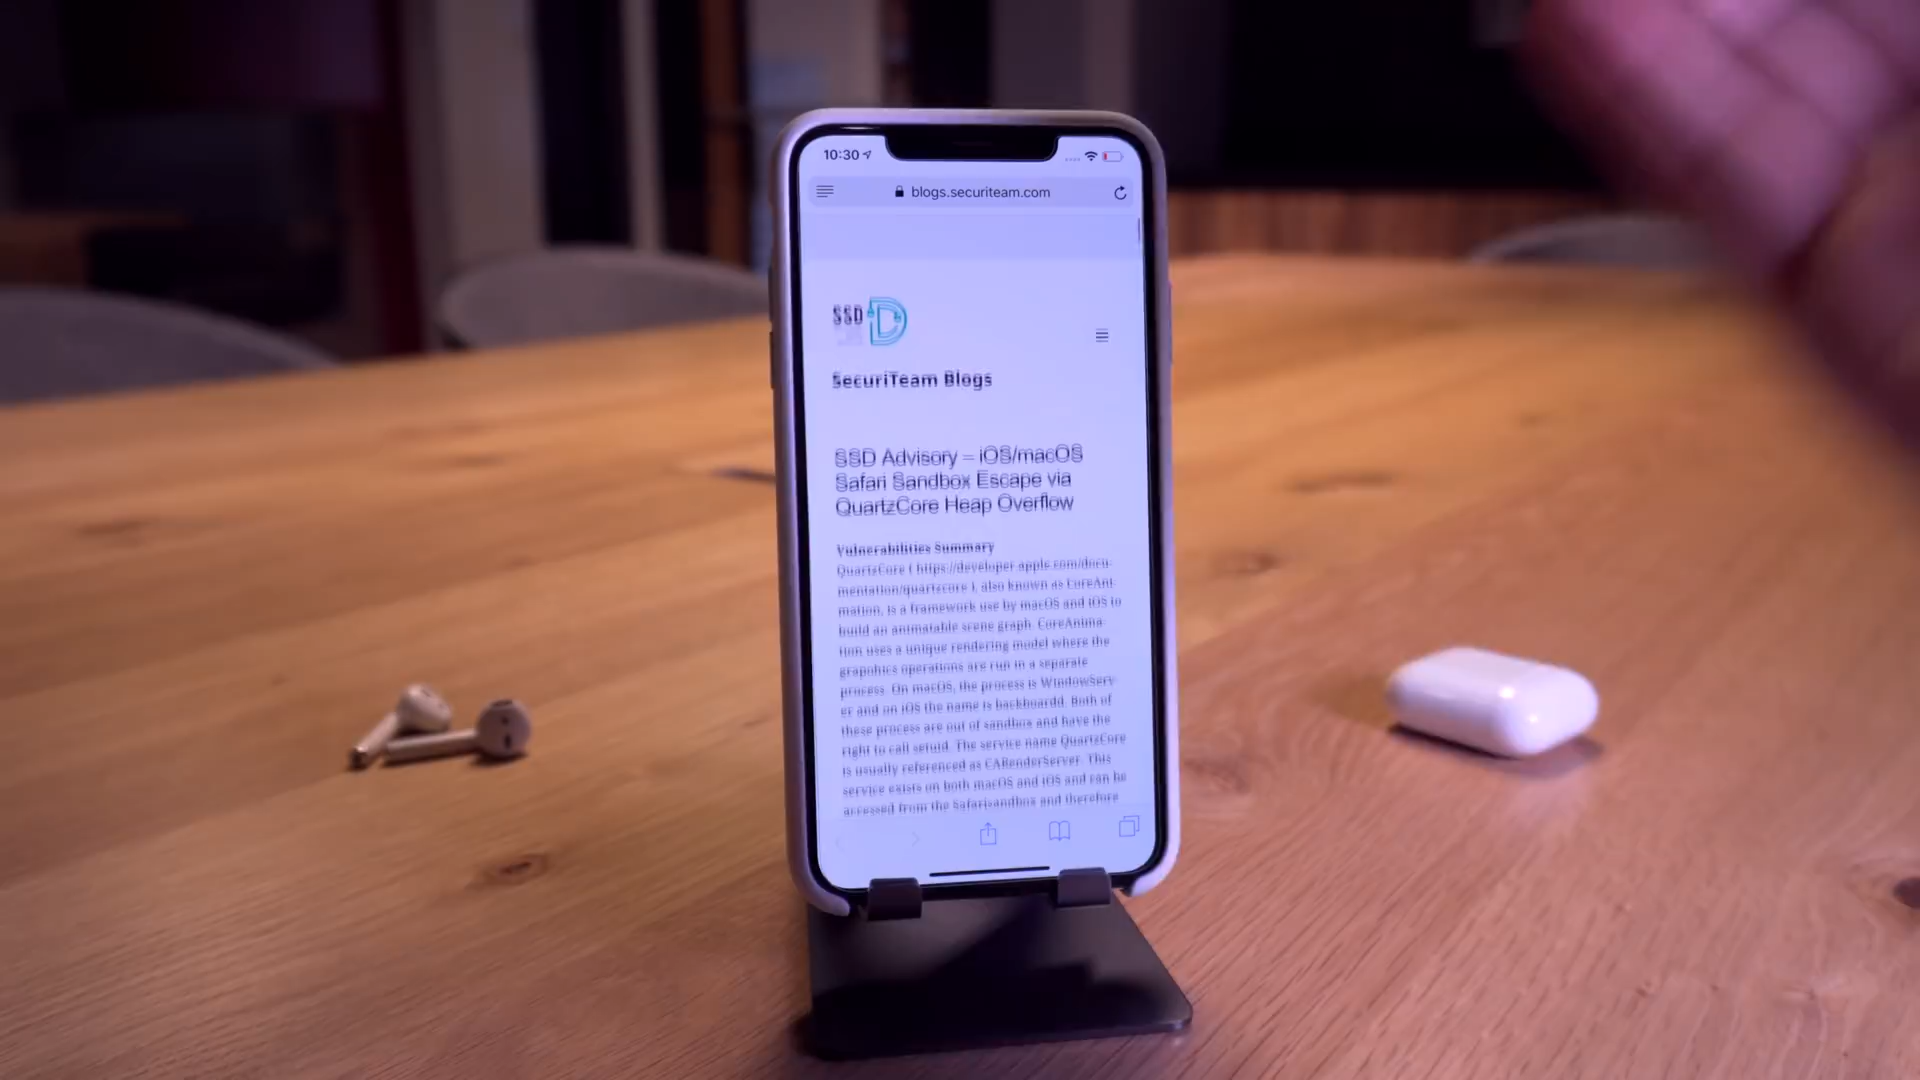 10:30
blogs.securiteam.com
SSD
SecuriTeam Blogs
SSD Advisory – iOS/macOS
Safari Sandbox Escape via
QuartzCore Heap Overflow
Vulnerabilities Summary
QuartzCore ( https://developer.apple.com/docu-
mentation/quartzcore ), also known as CoreAni-
mation, is a framework use by macOS and iOS to
build an animatable scene graph. CoreAnima-
tion uses a unique rendering model where the
grapohics operations are run in a separate
process. On macOS, the process is WindowServ-
er and on iOS the name is backboardd. Both of
these process are out of sandbox and have the
right to call setuid. The service name QuartzCore
is usually referenced as CARenderServer. This
service exists on both macOS and iOS and can be
accessed from the Safarisandbox and therefore